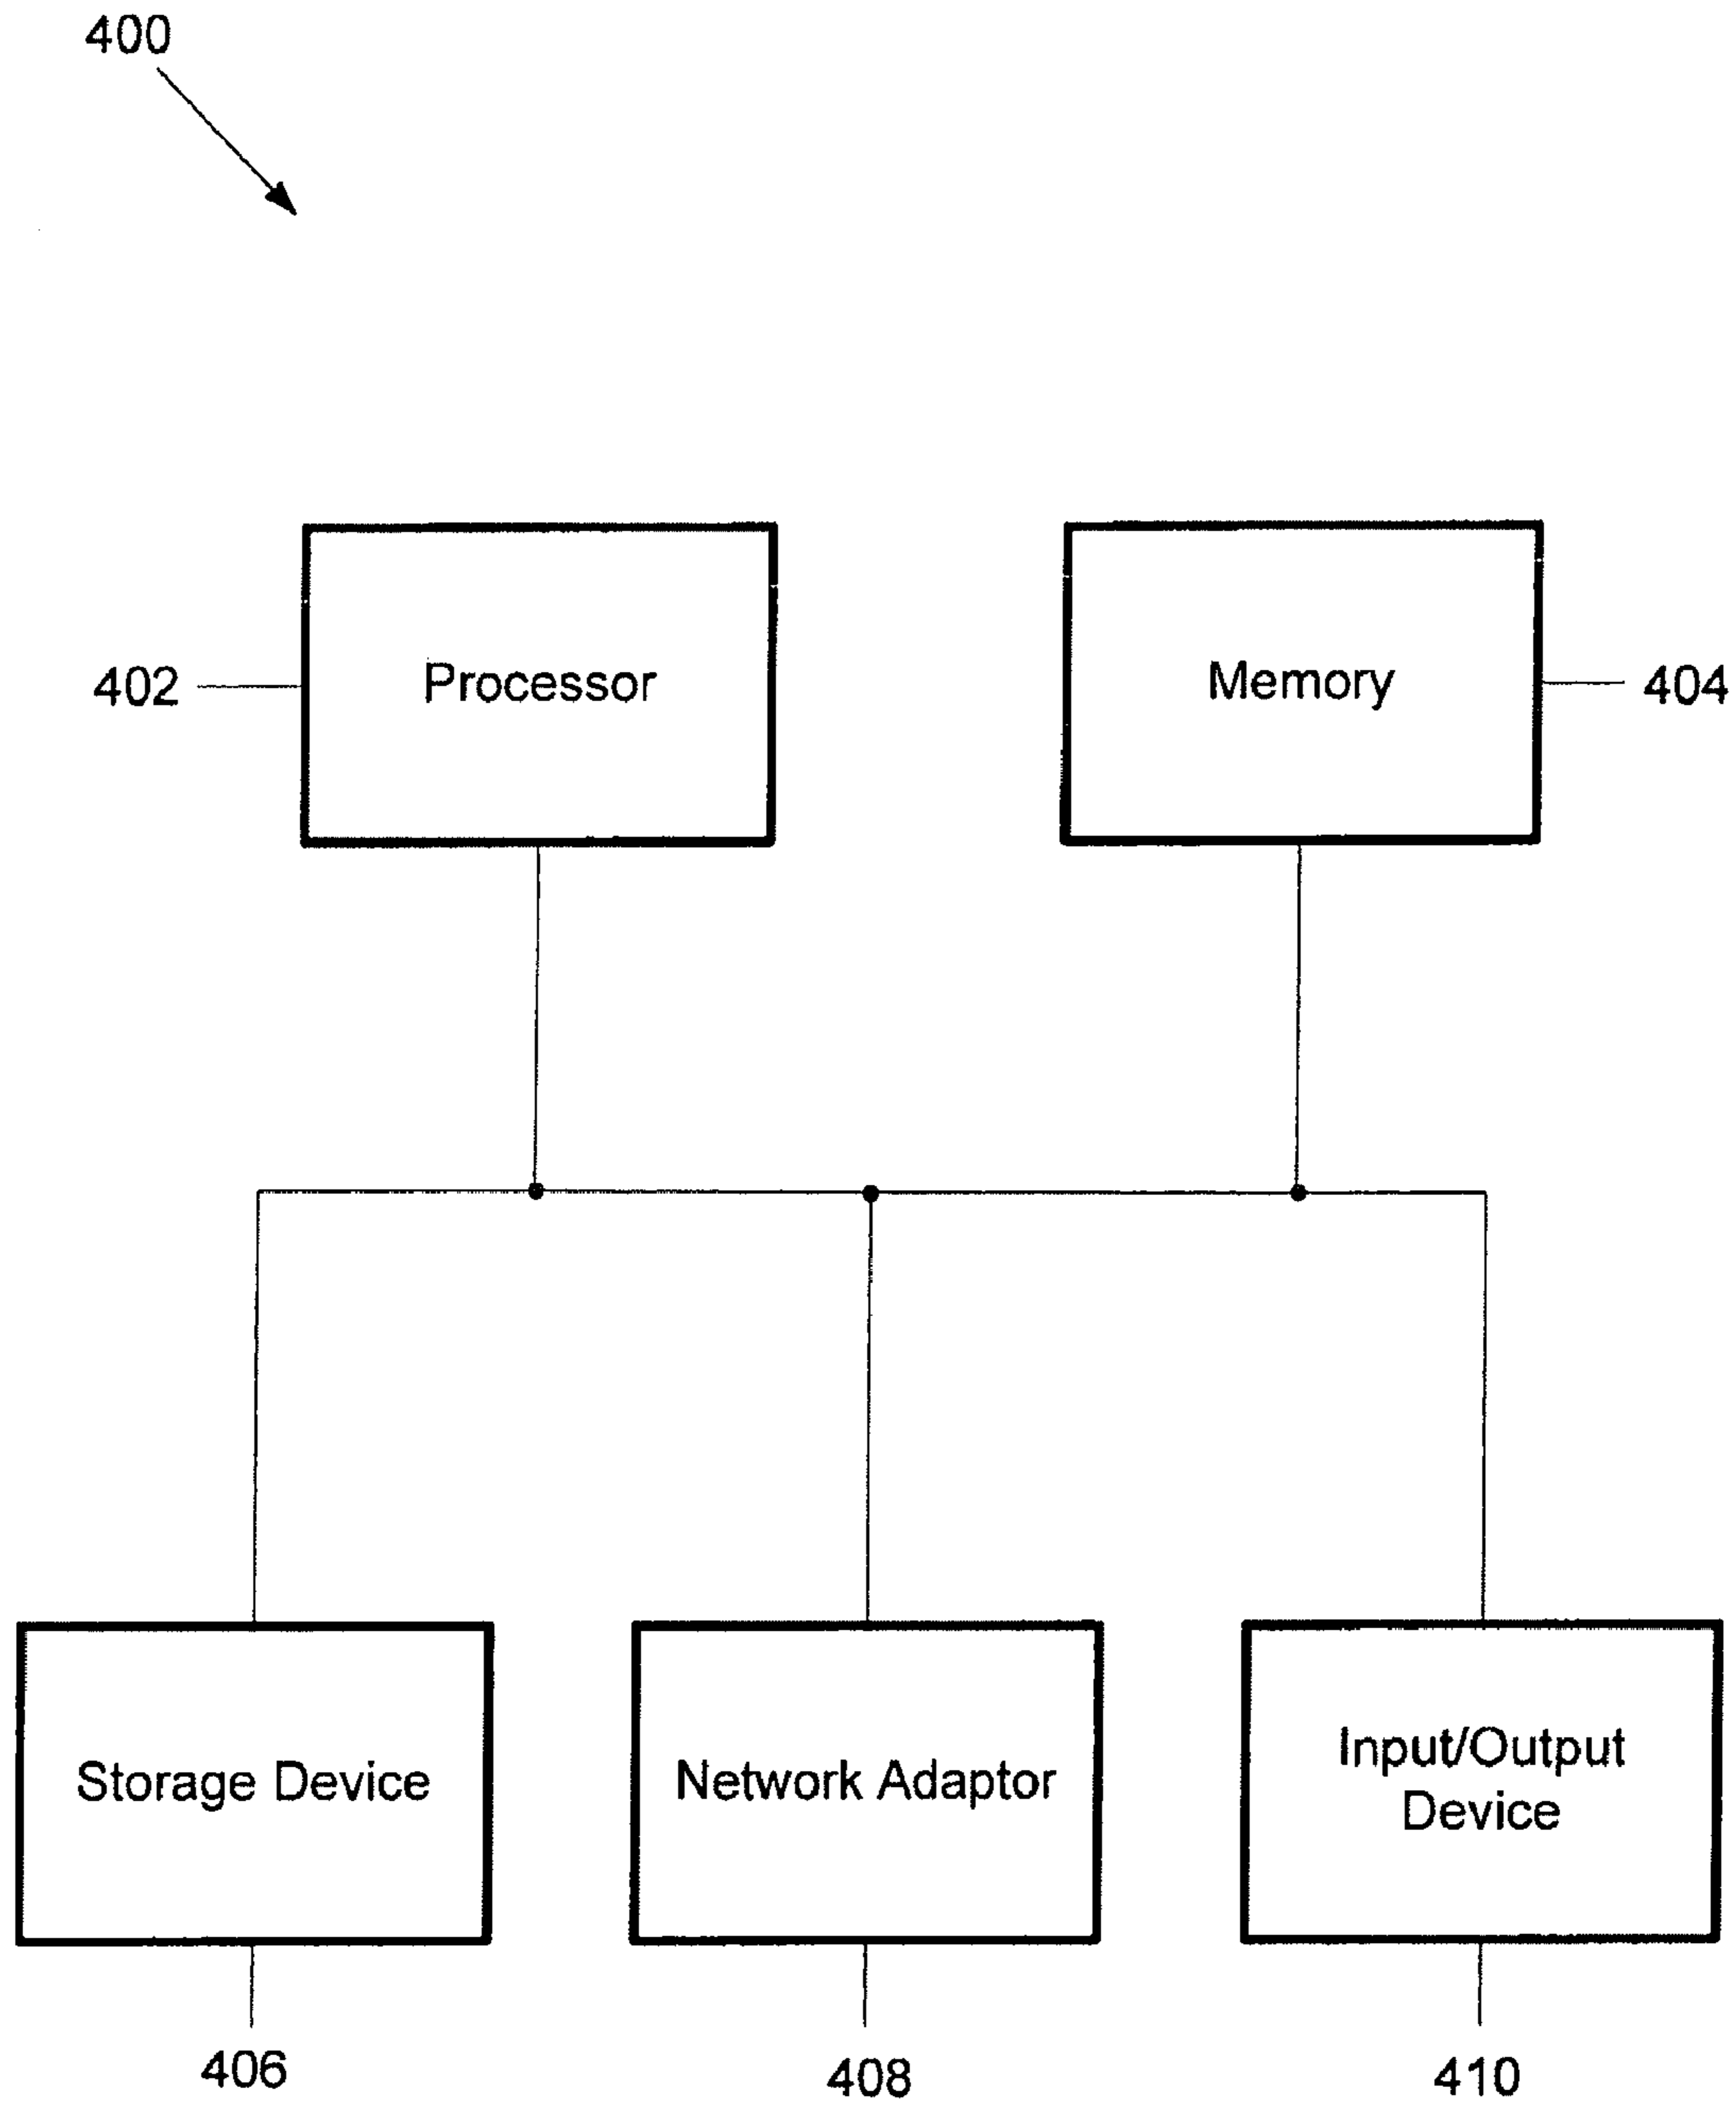 400
Processor
Memory
402
404
Storage Device
Network Adaptor
Input/Output
Device
406
408
410